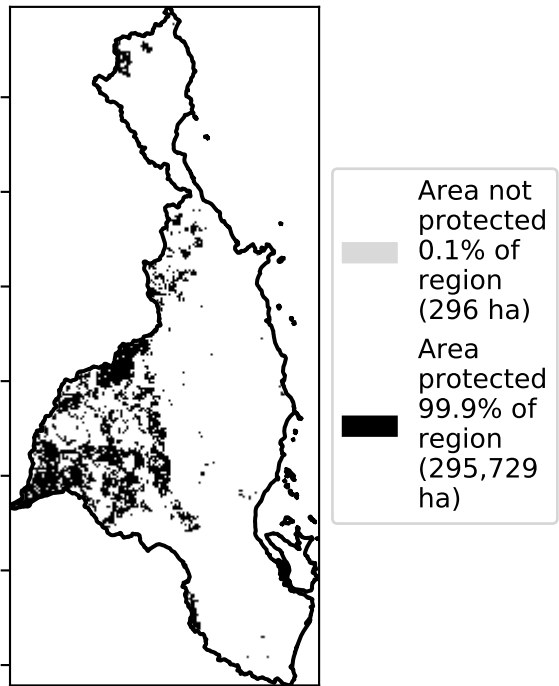 Area not
protected
0.1% of
region
(296 ha)
Area
protected
99.9% of
region
(295,729
ha)